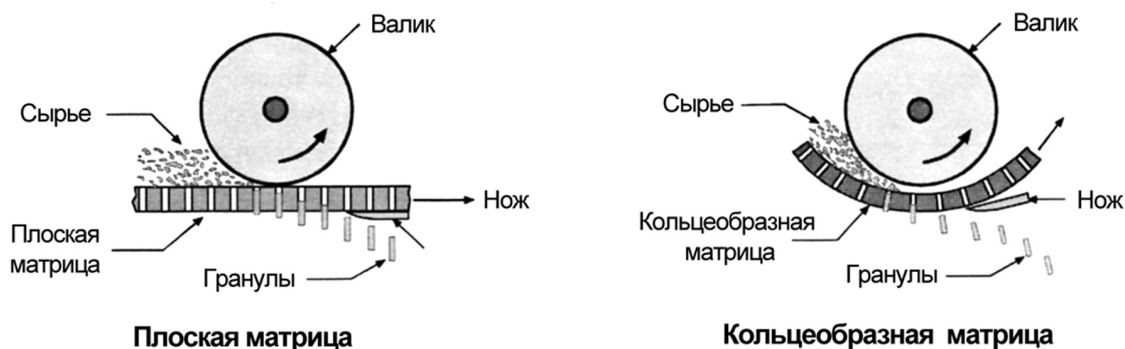 Валик
Сырье
Нож
Плоская
матрица
Гранулы
Плоская матрица
Валик
Сырье
Нож
Кольцеобразная
матрица
Гранулы
Кольцеобразная матрица